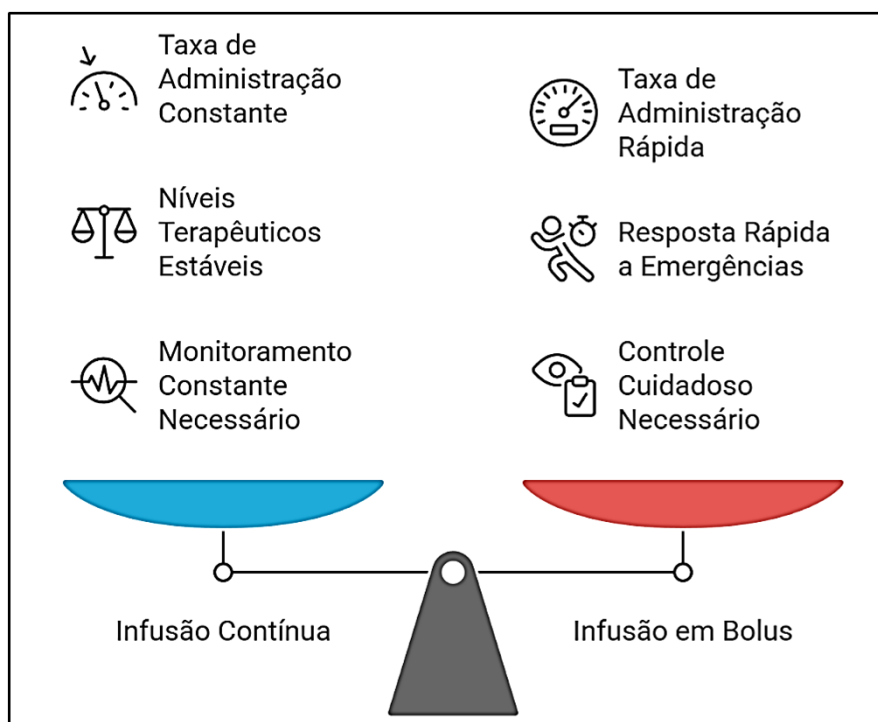 Taxa de
Administração
Constante
Níveis
Terapêuticos
Estáveis
Monitoramento
Constante
Necessário
Infusão Contínua
Taxa de
Administração
Rápida
Resposta Rápida
a Emergências
Controle
Cuidadoso
Necessário
Infusão em Bolus